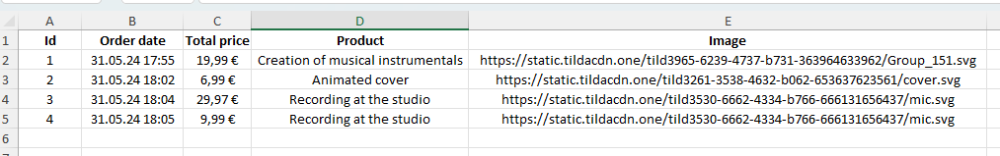 A B C D E
1 Id Order date Total price Product Image
2 1 31.05.24 17:55 19,99 € Creation of musical instrumentals https://static.tildacdn.one/tild3965-6239-4737-b731-363964633962/Group_151.svg
3 2 31.05.24 18:02 6,99 € Animated cover https://static.tildacdn.one/tild3261-3538-4632-b062-653637623561/cover.svg
4 3 31.05.24 18:04 29,97 € Recording at the studio https://static.tildacdn.one/tild3530-6662-4334-b766-666131656437/mic.svg
5 4 31.05.24 18:05 9,99 € Recording at the studio https://static.tildacdn.one/tild3530-6662-4334-b766-666131656437/mic.svg
6